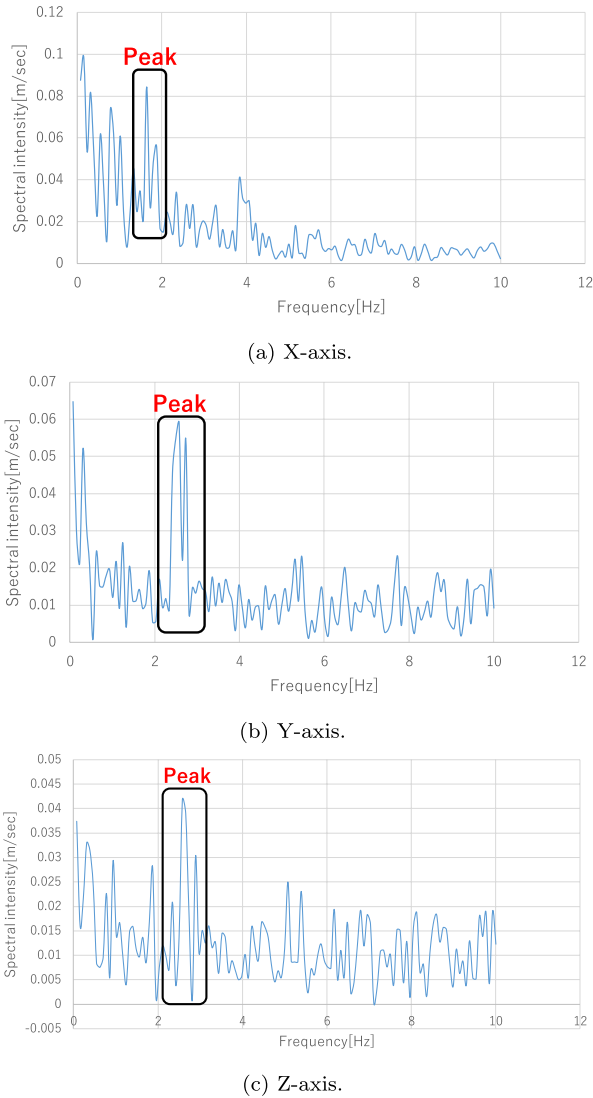 0.12
0.1
0.08
0.06
0.04
0.02
0
Spectral intensity[m/sec]
Peak
0 2 4 6 8 10 12
Frequency[Hz]
(a) X-axis.
0.07
0.06
0.05
0.04
0.03
0.02
0.01
0
Spectral intensity[m/sec]
Peak
0 2 4 6 8 10 12
Frequency[Hz]
(b) Y-axis.
0.05
0.045
0.04
0.035
0.03
0.025
0.02
0.015
0.01
0.005
0
-0.005
Spectral intensity[m/sec]
Peak
0 2 4 6 8 10 12
Frequency[Hz]
(c) Z-axis.